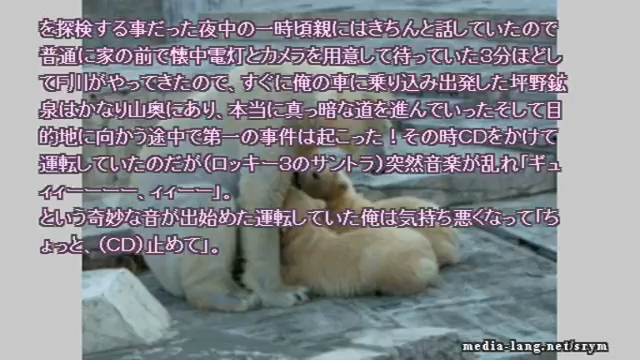 を探検する事だった夜中の一時頃親にはきちんと話していたので
普通に家の前で懐中電灯とカメラを用意して待っていた3分ほどし
てF川がやってきたので、すぐに俺の車に乗り込み出発した坪野鉱
泉はかなり山奥にあり、本当に真っ暗な道を進んでいったそして目
的地に向かう途中で第一の事件は起こった！その時CDをかけて
運転していたのだが（ロッキー3のサントラ）突然音楽が乱れ「ギュ
ィィーーーー、ィィーー」。
という奇妙な音が出始めた運転していた俺は気持ち悪くなって「ち
ょっと、（CD）止めて」。
media-lang.net/srym